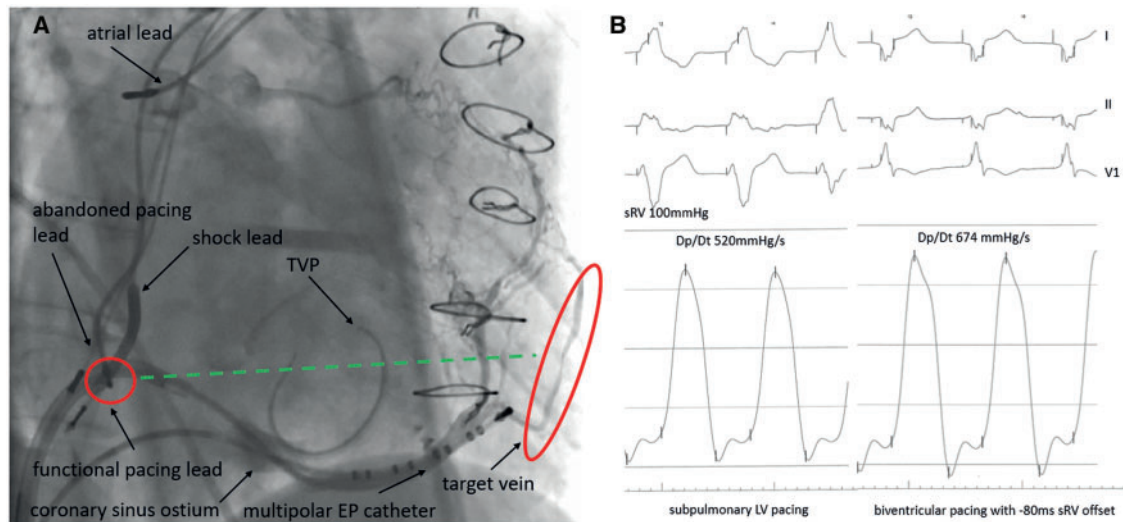 A
atrial lead
abandoned pacing
lead
shock lead
TVP
functional pacing lead
coronary sinus ostium
multipolar EP catheter
target vein
B
I
II
V1
sRV 100mmHg
Dp/Dt 520mmHg/s
Dp/Dt 674 mmHg/s
subpulmonary LV pacing
biventricular pacing with -80ms sRV offset